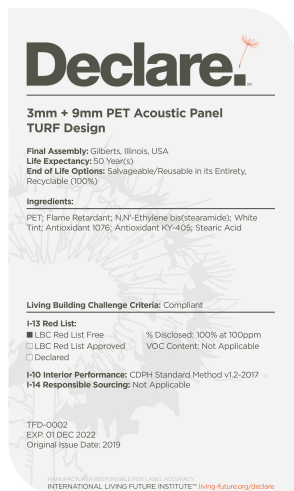 Declare.
SM
3mm + 9mm PET Acoustic Panel
TURF Design
Final Assembly: Gilberts, Illinois, USA
Life Expectancy: 50 Year(s)
End of Life Options: Salvageable/Reusable in its Entirety,
Recyclable (100%)
Ingredients:
PET; Flame Retardant; N,N'-Ethylene bis(stearamide); White
Tint; Antioxidant 1076; Antioxidant KY-405; Stearic Acid
Living Building Challenge Criteria: Compliant
I-13 Red List:
LBC Red List Free % Disclosed: 100% at 100ppm
LBC Red List Approved VOC Content: Not Applicable
Declared
I-10 Interior Performance: CDPH Standard Method v1.2-2017
I-14 Responsible Sourcing: Not Applicable
TFD-0002
EXP. 01 DEC 2022
Original Issue Date: 2019
MANUFACTURER RESPONSIBLE FOR LABEL ACCURACY
INTERNATIONAL LIVING FUTURE INSTITUTE™ living-future.org/declare